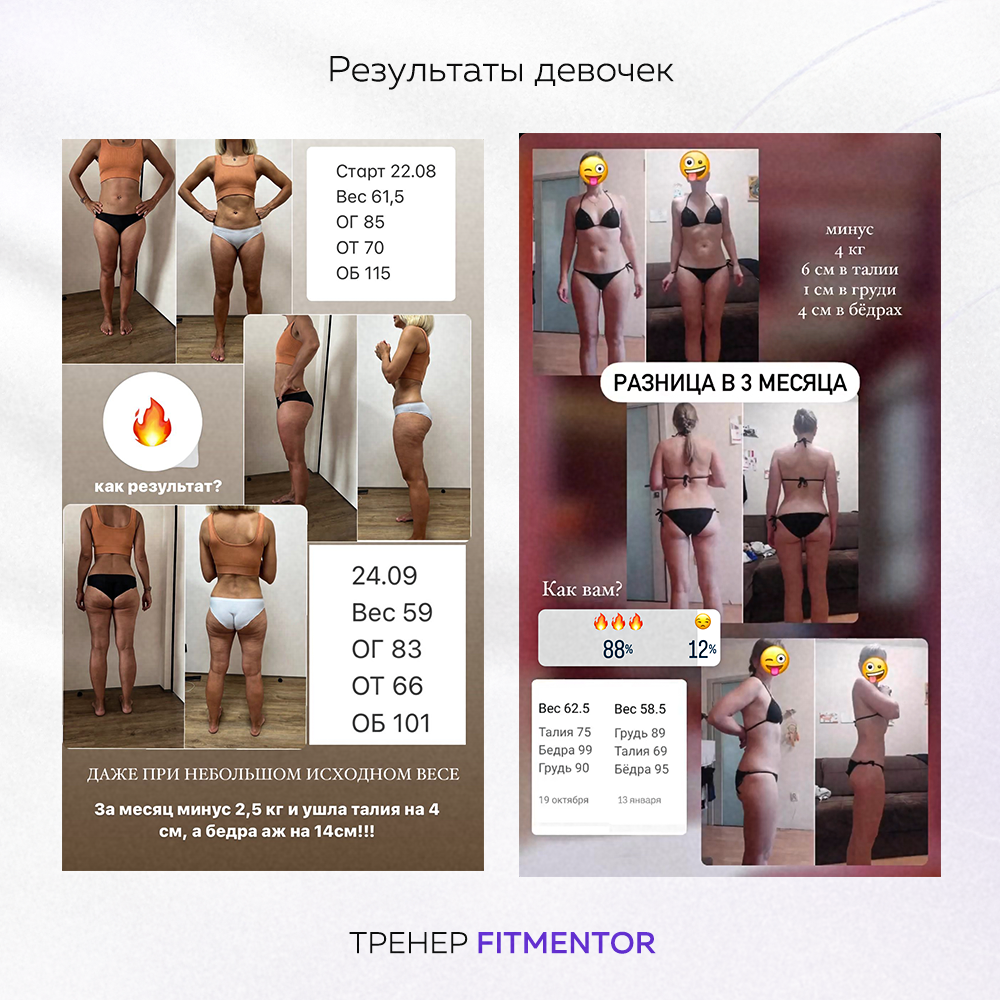 Результаты девочек
Старт 22.08
Вес 61,5
ОГ 85
ОТ 70
ОБ 115
как результат?
24.09
Вес 59
ОГ 83
ОТ 66
ОБ 101
ДАЖЕ ПРИ НЕБОЛЬШОМ ИСХОДНОМ ВЕСЕ
За месяц минус 2,5 кг и ушла талия на 4
см, а бедра аж на 14см!!!
минус
4 кг
6 см в талии
1 см в груди
4 см в бёдрах
РАЗНИЦА В 3 МЕСЯЦА
Как вам?
88%
12%
Вес 62.5
Талия 75
Бедра 99
Грудь 90
19 октября
Вес 58.5
Грудь 89
Талия 69
Бёдра 95
13 января
ТРЕНЕР FITMENTOR